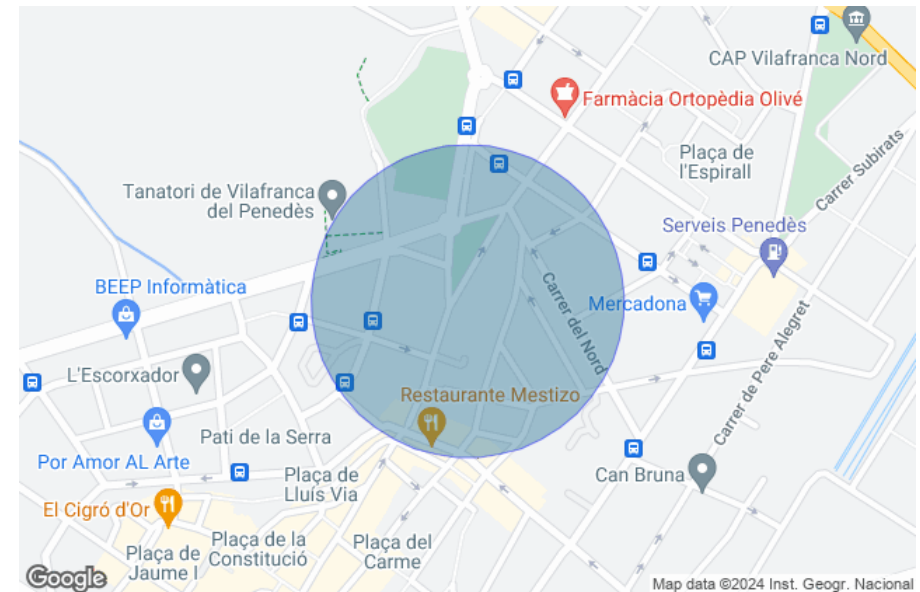 CAP Vilafranca Nord
Farmàcia Ortopèdia Olivé
Plaça de
l'Espirall
Carrer Subirats
Tanatori de Vilafranca
del Penedès
Serveis Penedès
BEEP Informàtica
Mercadona
Carrer del Nord
Carrer de Pere Alegret
L'Escorxador
Restaurante Mestizo
Pati de la Serra
Por Amor AL Arte
Plaça de
Lluís Via
Can Bruna
El Cigró d'Or
Plaça de
Jaume I
Plaça de la
Constitució
Plaça del
Carme
Google
Map data ©2024 Inst. Geogr. Nacional